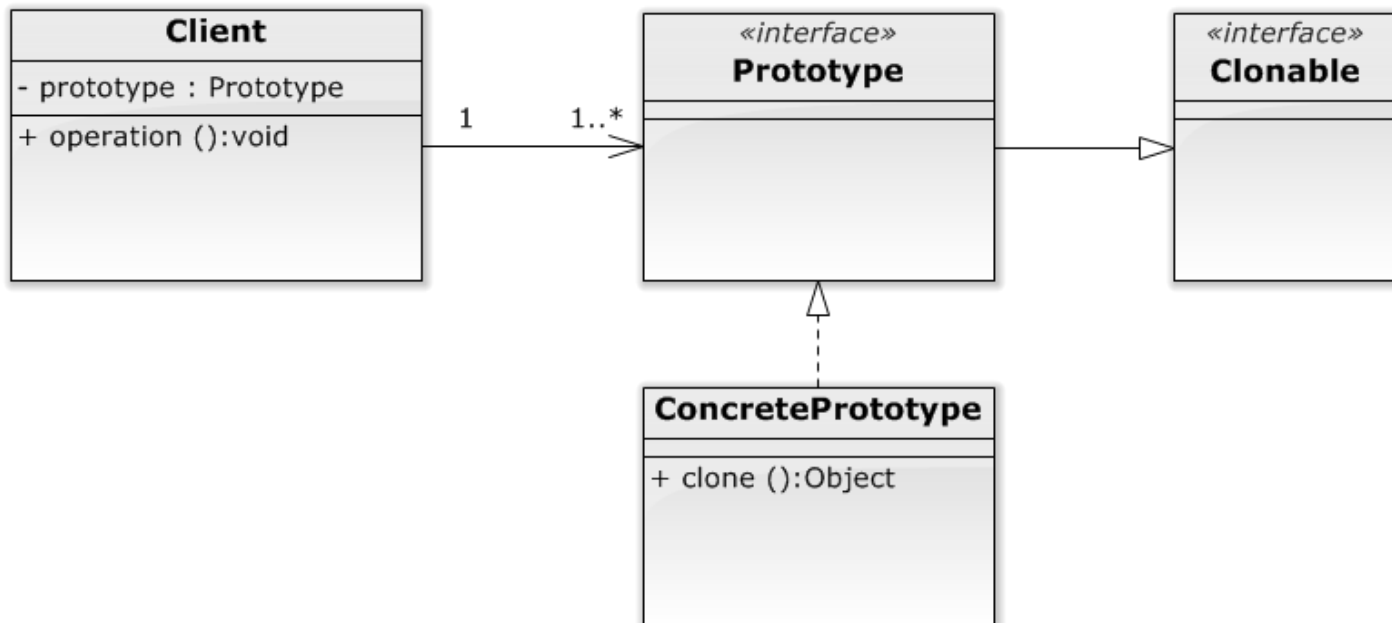 Client
- prototype : Prototype
+ operation ():void
1
1..*
«interface»
Prototype
«interface»
Clonable
ConcretePrototype
+ clone ():Object